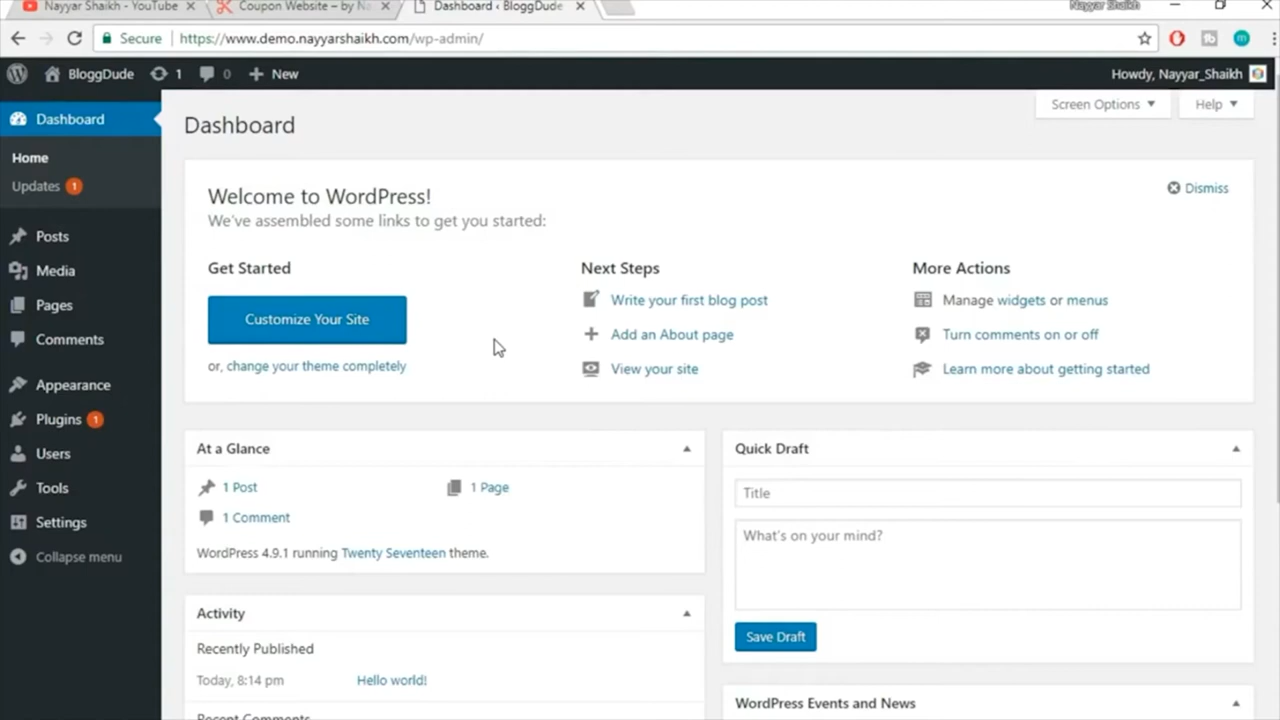 Nayyar Shaikh - YouTube
Coupon Website – by Na
Dashboard ‹ BloggDude
Nayyar Shaikh
Secure
https://www.demo.nayyarshaikh.com/wp-admin/
BloggDude
1
0
New
Howdy, Nayyar_Shaikh
Dashboard
Home
Updates 1
Posts
Media
Pages
Comments
Appearance
Plugins 1
Users
Tools
Settings
Collapse menu
Dashboard
Screen Options
Help
Welcome to WordPress!
We've assembled some links to get you started:
Dismiss
Get Started
Customize Your Site
or, change your theme completely
Next Steps
Write your first blog post
Add an About page
View your site
More Actions
Manage widgets or menus
Turn comments on or off
Learn more about getting started
At a Glance
1 Post
1 Page
1 Comment
WordPress 4.9.1 running Twenty Seventeen theme.
Activity
Recently Published
Today, 8:14 pm
Hello world!
Recent Comments
Quick Draft
Title
What's on your mind?
Save Draft
WordPress Events and News